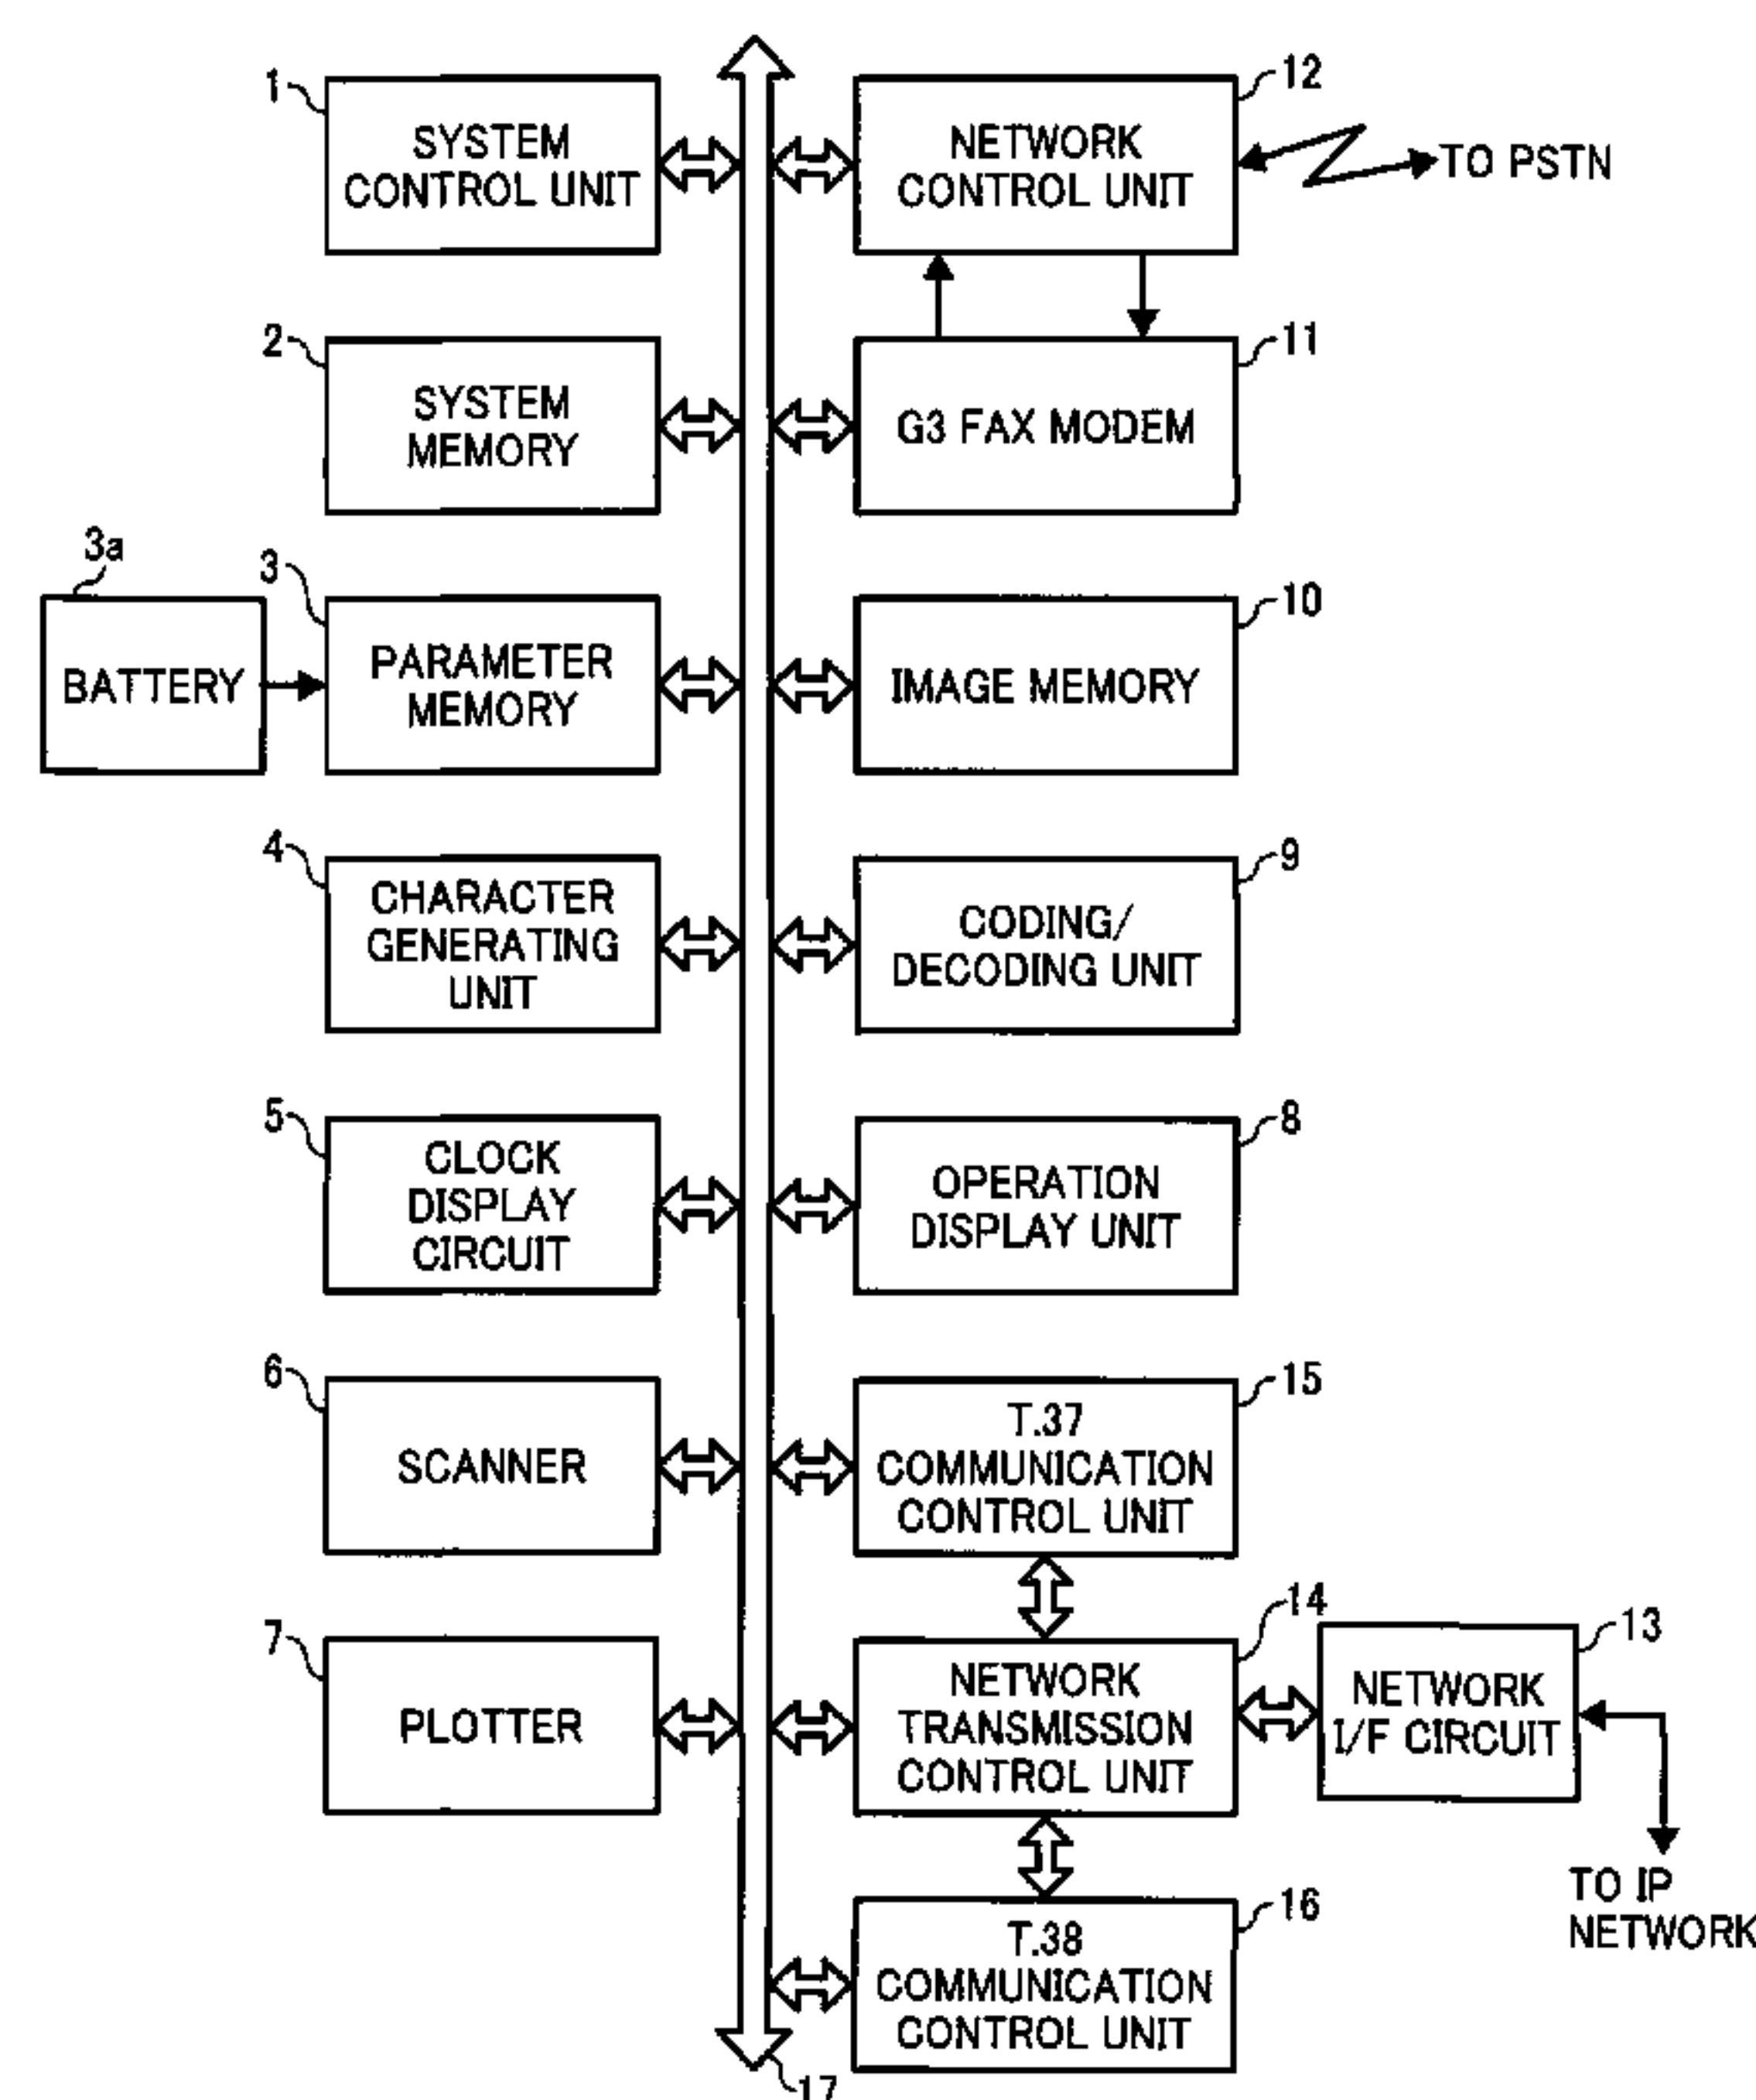 1
SYSTEM
CONTROL UNIT
12
NETWORK
CONTROL UNIT
TO PSTN
2
SYSTEM
MEMORY
11
G3 FAX MODEM
3a
BATTERY
3
PARAMETER
MEMORY
10
IMAGE MEMORY
4
CHARACTER
GENERATING
UNIT
9
CODING/
DECODING UNIT
5
CLOCK
DISPLAY
CIRCUIT
8
OPERATION
DISPLAY UNIT
6
SCANNER
15
T.37
COMMUNICATION
CONTROL UNIT
7
PLOTTER
14
NETWORK
TRANSMISSION
CONTROL UNIT
13
NETWORK
I/F CIRCUIT
TO IP
NETWORK
16
T.38
COMMUNICATION
CONTROL UNIT
17